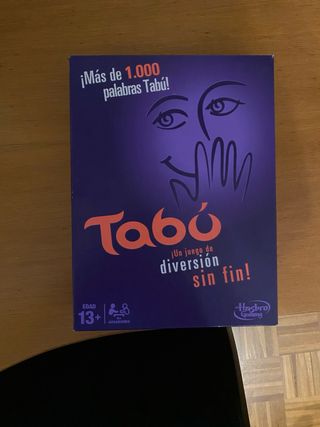 ¡Más de 1.000
palabras Tabú!
Tabú
¡Un juego de
diversión
sin fin!
EDAD
13+
Hasbro
Gaming